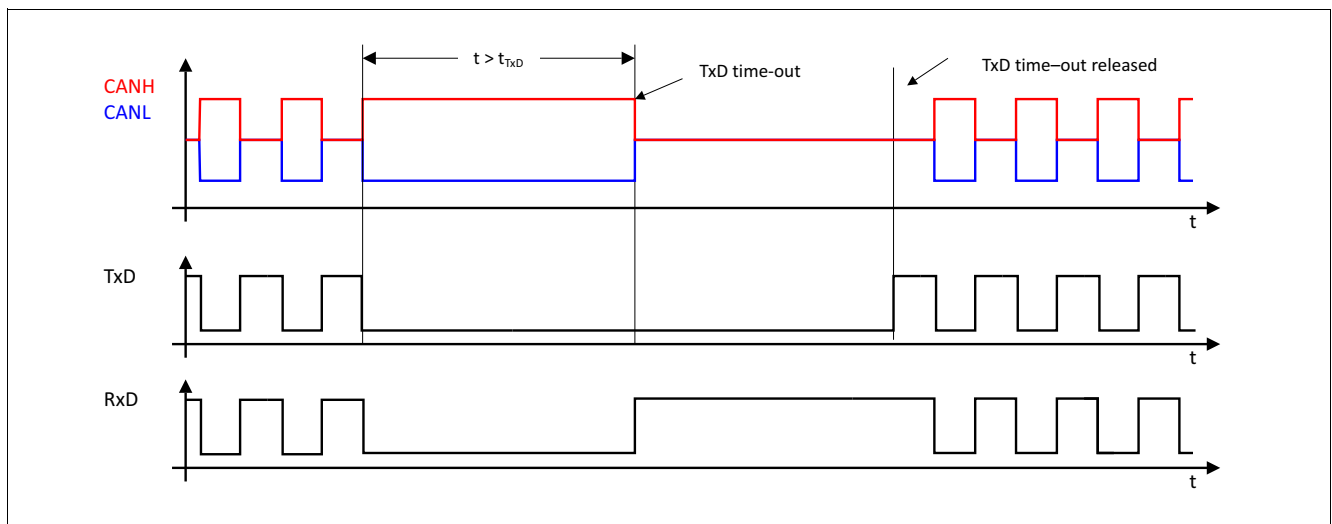 t > tTxD
TxD time-out
TxD time–out released
CANH
CANL
t
TxD
t
RxD
t